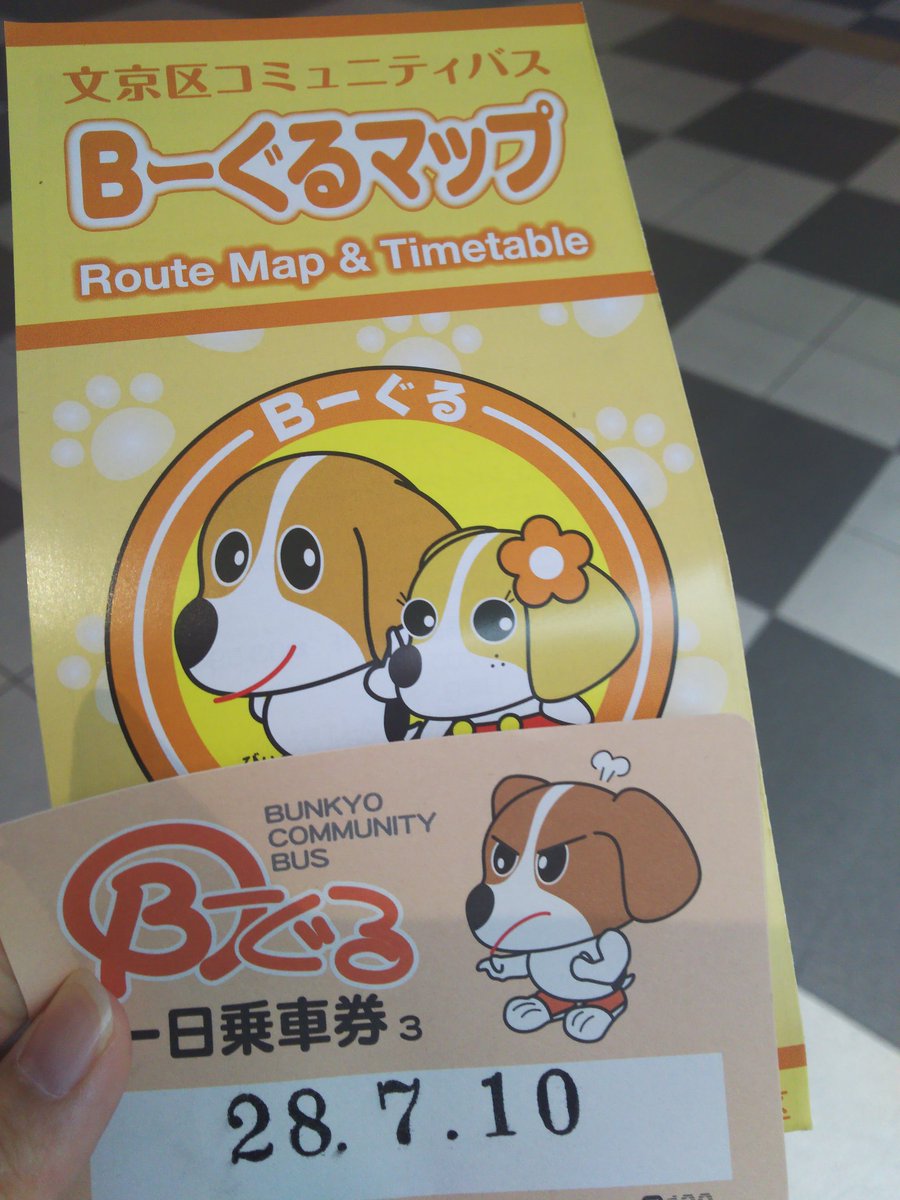 文京区コミュニティバス
Bーぐるマップ
Route Map & Timetable
Bーぐる
BUNKYO
COMMUNITY
BUS
Bーぐる
一日乗車券 3
28.7.10